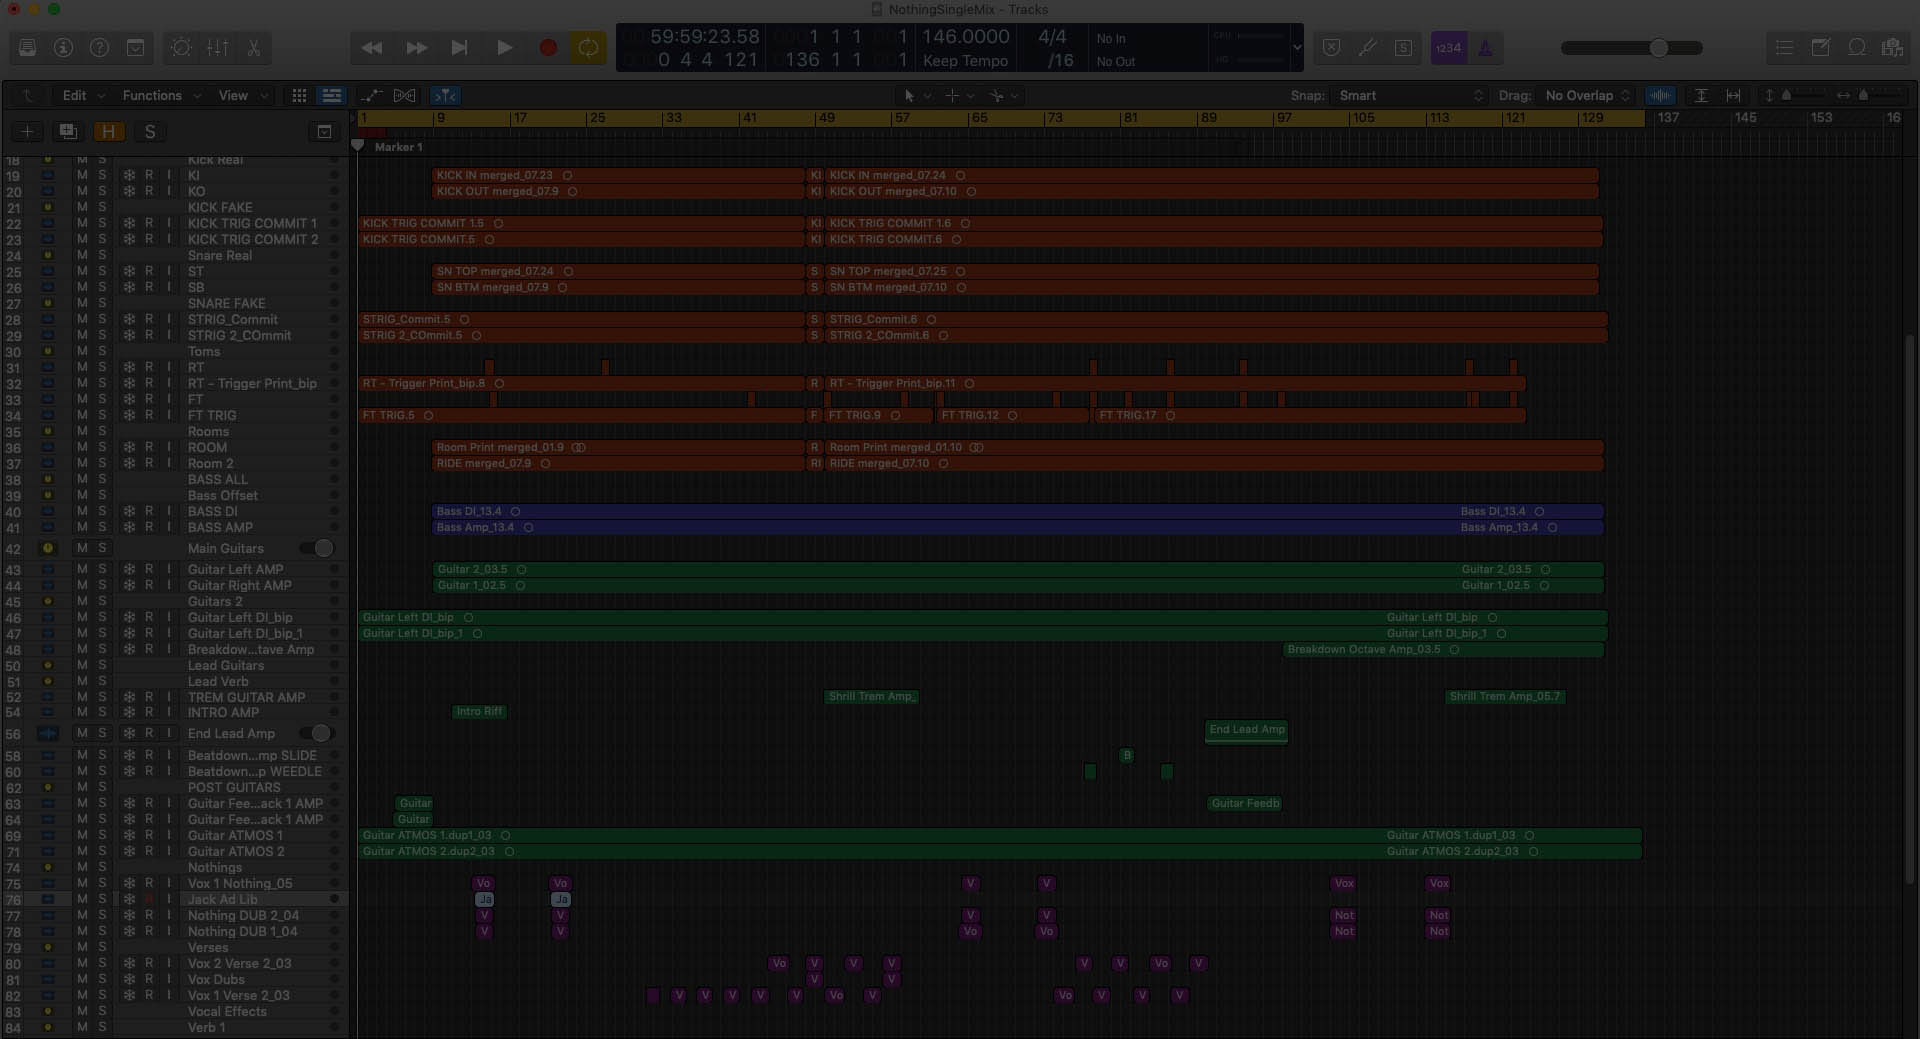 NothingSingleMix - Tracks
59:59:23.58 1 1 1 1 146.0000 4/4 No In CPU
0 4 4 121 136 1 1 1 Keep Tempo /16 No Out HD
1234
Edit Functions View Snap: Smart Drag: No Overlap
H S
1 9 17 25 33 41 49 57 65 73 81 89 97 105 113 121 129 137 145 153 16
Marker 1
18 M S Kick Real
19 M S R I KI KICK IN merged_07.23 KI KICK IN merged_07.24
20 M S R I KO KICK OUT merged_07.9 KI KICK OUT merged_07.10
21 M S KICK FAKE
22 M S R I KICK TRIG COMMIT 1 KICK TRIG COMMIT 1.5 KI KICK TRIG COMMIT 1.6
23 M S R I KICK TRIG COMMIT 2 KICK TRIG COMMIT.5 KI KICK TRIG COMMIT.6
24 M S Snare Real
25 M S R I ST SN TOP merged_07.24 S SN TOP merged_07.25
26 M S R I SB SN BTM merged_07.9 S SN BTM merged_07.10
27 M S SNARE FAKE
28 M S R I STRIG_Commit STRIG_Commit.5 S STRIG_Commit.6
29 M S R I STRIG 2_COmmit STRIG 2_COmmit.5 S STRIG 2_COmmit.6
30 M S Toms
31 M S R I RT
32 M S R I RT - Trigger Print_bip RT - Trigger Print_bip.8 R RT - Trigger Print_bip.11
33 M S R I FT
34 M S R I FT TRIG FT TRIG.5 F FT TRIG.9 FT TRIG.12 FT TRIG.17
35 M S Rooms
36 M S R I ROOM Room Print merged_01.9 R Room Print merged_01.10
37 M S R I Room 2 RIDE merged_07.9 RI RIDE merged_07.10
38 M S BASS ALL
39 M S Bass Offset
40 M S R I BASS DI Bass DI_13.4 Bass DI_13.4
41 M S R I BASS AMP Bass Amp_13.4 Bass Amp_13.4
42 M S Main Guitars
43 M S R I Guitar Left AMP Guitar 2_03.5 Guitar 2_03.5
44 M S R I Guitar Right AMP Guitar 1_02.5 Guitar 1_02.5
45 M S Guitars 2
46 M S R I Guitar Left DI_bip Guitar Left DI_bip Guitar Left DI_bip
47 M S R I Guitar Left DI_bip_1 Guitar Left DI_bip_1 Guitar Left DI_bip_1
48 M S R I Breakdow...tave Amp Breakdown Octave Amp_03.5
50 M S Lead Guitars
51 M S Lead Verb
52 M S R I TREM GUITAR AMP Shrill Trem Amp_ Shrill Trem Amp_05.7
54 M S R I INTRO AMP Intro Riff
56 M S R I End Lead Amp End Lead Amp
58 M S R I Beatdown...mp SLIDE B
60 M S R I Beatdown...p WEEDLE
62 M S POST GUITARS
63 M S R I Guitar Fee...ack 1 AMP Guitar Guitar Feedb
64 M S R I Guitar Fee...ack 1 AMP Guitar
69 M S R I Guitar ATMOS 1 Guitar ATMOS 1.dup1_03 Guitar ATMOS 1.dup1_03
71 M S R I Guitar ATMOS 2 Guitar ATMOS 2.dup2_03 Guitar ATMOS 2.dup2_03
74 M S Nothings
75 M S R I Vox 1 Nothing_05 Vo Vo V V Vox Vox
76 M S R I Jack Ad Lib Ja Ja
77 M S R I Nothing DUB 2_04 V V V V Not Not
78 M S R I Nothing DUB 1_04 V V Vo Vo Not Not
79 M S Verses
80 M S R I Vox 2 Verse 2_03 Vo V V V V V Vo V
81 M S R I Vox Dubs V V
82 M S R I Vox 1 Verse 2_03 V V V V V Vo V Vo V V V
83 M S Vocal Effects
84 M S Verb 1